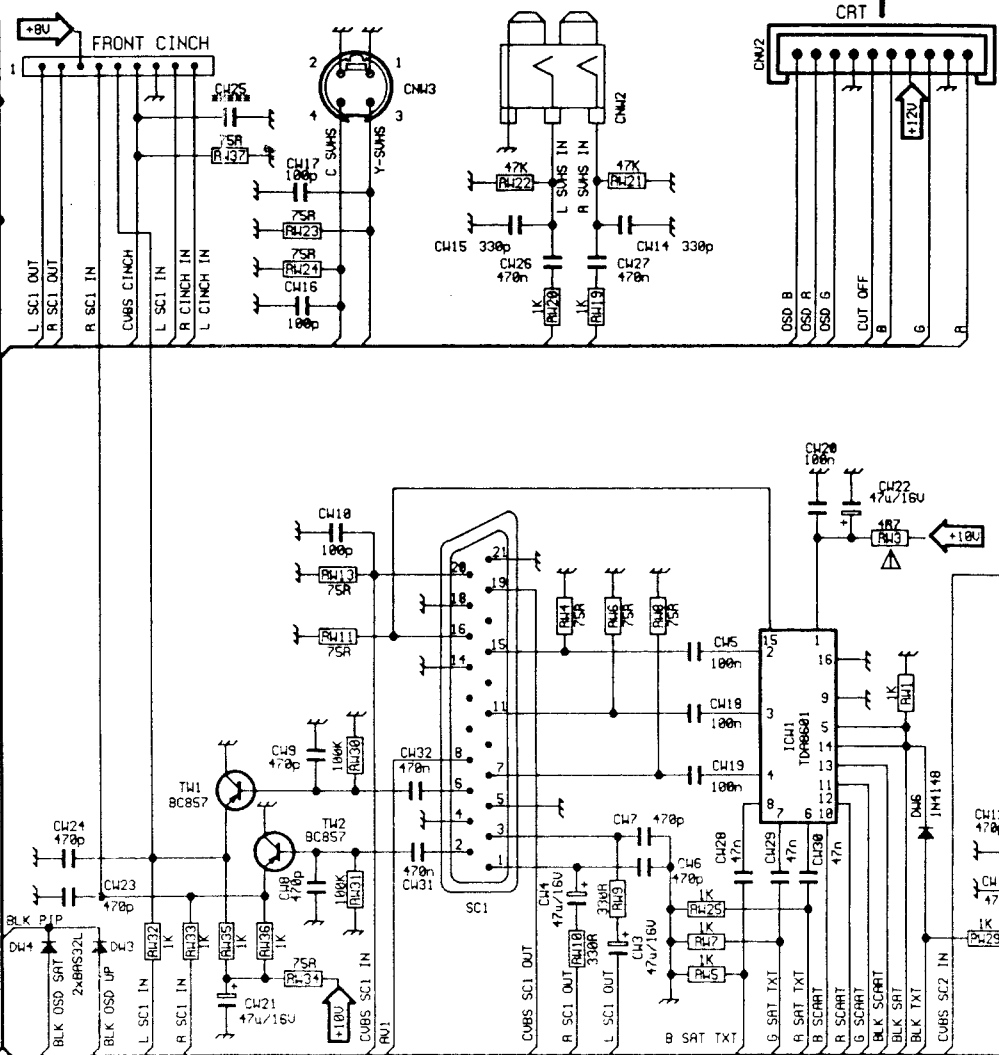 +8V
FRONT CINCH
1
CW25
75R
RW37
L SC1 OUT
R SC1 OUT
R SC1 IN
CVBS CINCH
L SC1 IN
R CINCH IN
L CINCH IN
2
1
4
3
CNW3
C SVHS
Y-SVHS
CW17
100p
75R
RW23
75R
RW24
CW16
100p
CNW2
47K
RW22
L SVHS IN
R SVHS IN
47K
RW21
CW15 330p
CW14 330p
CW26
470n
CW27
470n
1K
RW20
1K
RW19
CRT
CNV2
+12V
OSD B
OSD R
OSD G
CUT OFF
B
G
R
CW20
100n
CW22
47u/16V
+
4R7
RW3
+10V
CW10
100p
RW13
75R
RW11
75R
21
20
19
18
16
15
14
11
8
7
6
5
4
3
2
1
SC1
RW4
75R
RW6
75R
RW8
75R
CW5
100n
CW18
100n
CW19
100n
15
1
2
16
9
3
5
14
13
4
11
12
8
7
6
10
ICW1
TDA8601
1K
RW1
DW6
1N4148
TW1
BC857
CW9
470p
100K
RW30
CW32
470n
TW2
BC857
CW8
470p
100K
RW31
470n
CW31
CW24
470p
CW23
470p
BLK PIP
DW4
2xBAS32L
DW3
BLK OSD SAT
BLK OSD UP
RW32
1K
RW33
1K
RW35
1K
RW36
1K
L SC1 IN
R SC1 IN
75R
RW34
+
CW21
47u/16V
+10V
CVBS SC1 IN
AV1
CVBS SC1 OUT
CW7 470p
CW6
470p
CW4
47u/16V
+
330R
RW9
RW10
330R
+
CW3
47u/16V
R SC1 OUT
L SC1 OUT
1K
RW25
1K
RW7
1K
RW5
CW28
47n
CW29
47n
CW30
47n
B SAT TXT
G SAT TXT
R SAT TXT
B SCART
R SCART
G SCART
BLK SCART
BLK SAT
BLK TXT
CVBS SC2 IN
470p
1K
RW29